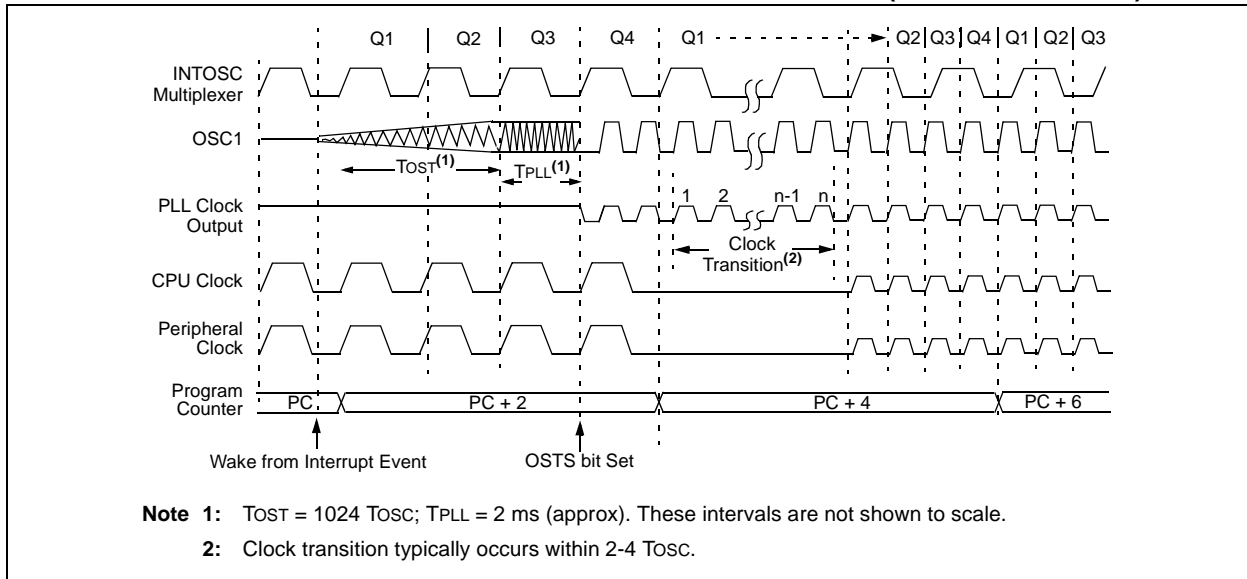 Q1 Q2 Q3 Q4 Q1 Q2 Q3 Q4 Q1 Q2 Q3
INTOSC
Multiplexer
OSC1
TOST(1)
TPLL(1)
1 2 n-1 n
PLL Clock
Output
Clock
Transition(2)
CPU Clock
Peripheral
Clock
Program
Counter
PC PC + 2 PC + 4 PC + 6
Wake from Interrupt Event OSTS bit Set
Note 1: TOST = 1024 TOSC; TPLL = 2 ms (approx). These intervals are not shown to scale.
2: Clock transition typically occurs within 2-4 TOSC.